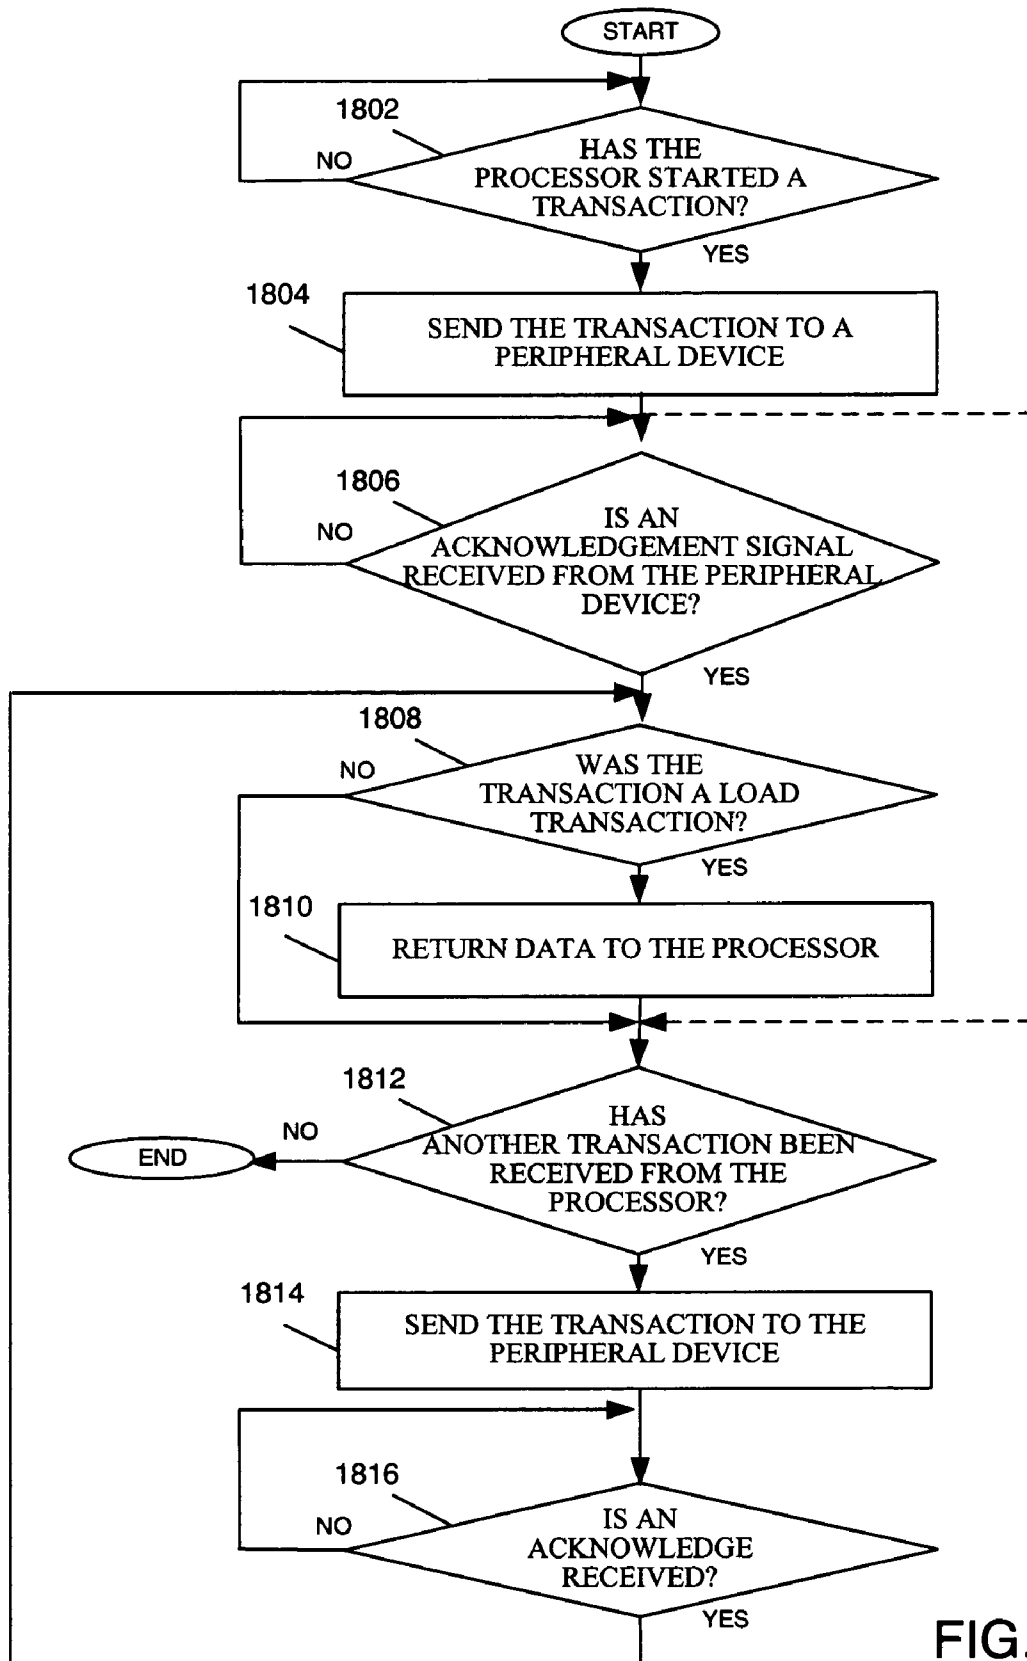 START
1802
NO
HAS THE
PROCESSOR STARTED A
TRANSACTION?
YES
1804
SEND THE TRANSACTION TO A
PERIPHERAL DEVICE
1806
NO
IS AN
ACKNOWLEDGEMENT SIGNAL
RECEIVED FROM THE PERIPHERAL
DEVICE?
YES
1808
NO
WAS THE
TRANSACTION A LOAD
TRANSACTION?
YES
1810
RETURN DATA TO THE PROCESSOR
1812
NO
END
HAS
ANOTHER TRANSACTION BEEN
RECEIVED FROM THE
PROCESSOR?
YES
1814
SEND THE TRANSACTION TO THE
PERIPHERAL DEVICE
1816
NO
IS AN
ACKNOWLEDGE
RECEIVED?
YES
FIG.